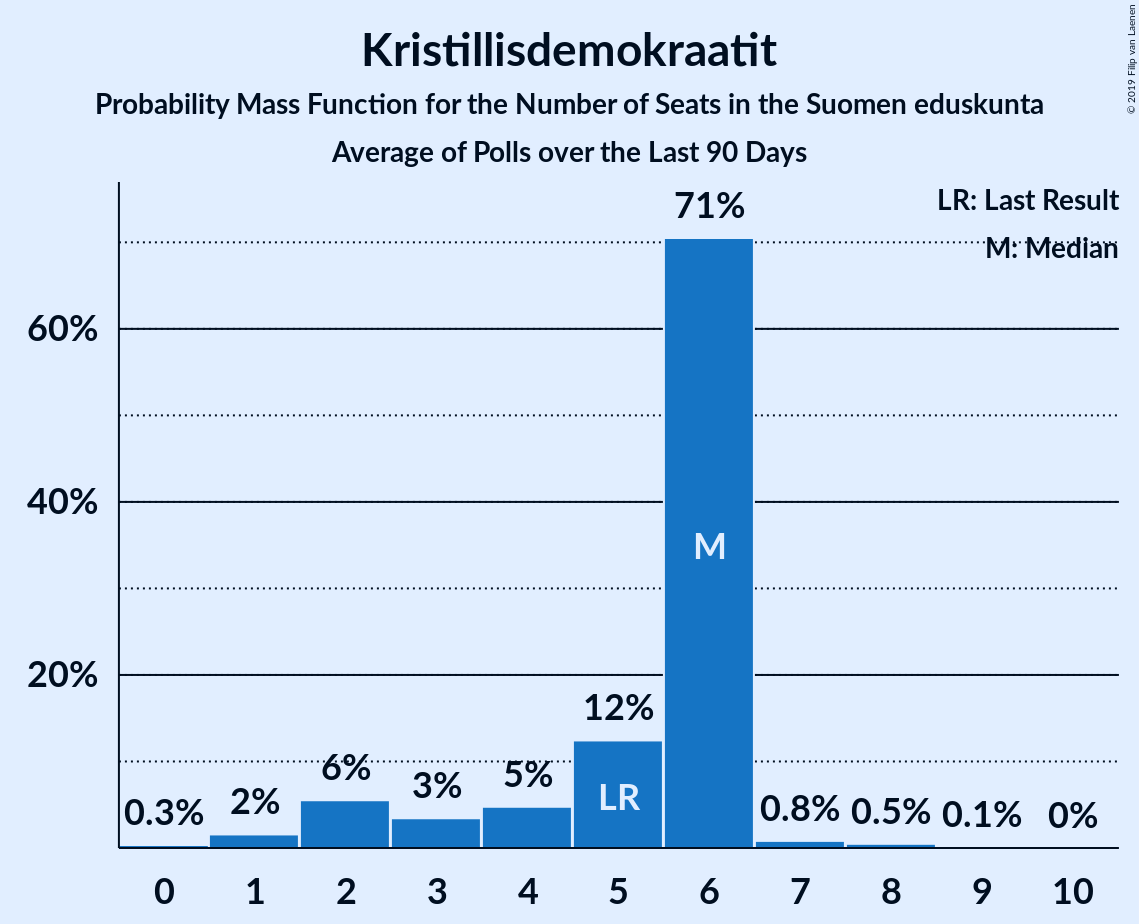 Kristillisdemokraatit
Probability Mass Function for the Number of Seats in the Suomen eduskunta
Average of Polls over the Last 90 Days
© 2019 Filip van Laenen
LR: Last Result
M: Median
60%
40%
20%
0.3%
2%
6%
3%
5%
12%
71%
0.8%
0.5%
0.1%
0%
LR
M
0 1 2 3 4 5 6 7 8 9 10